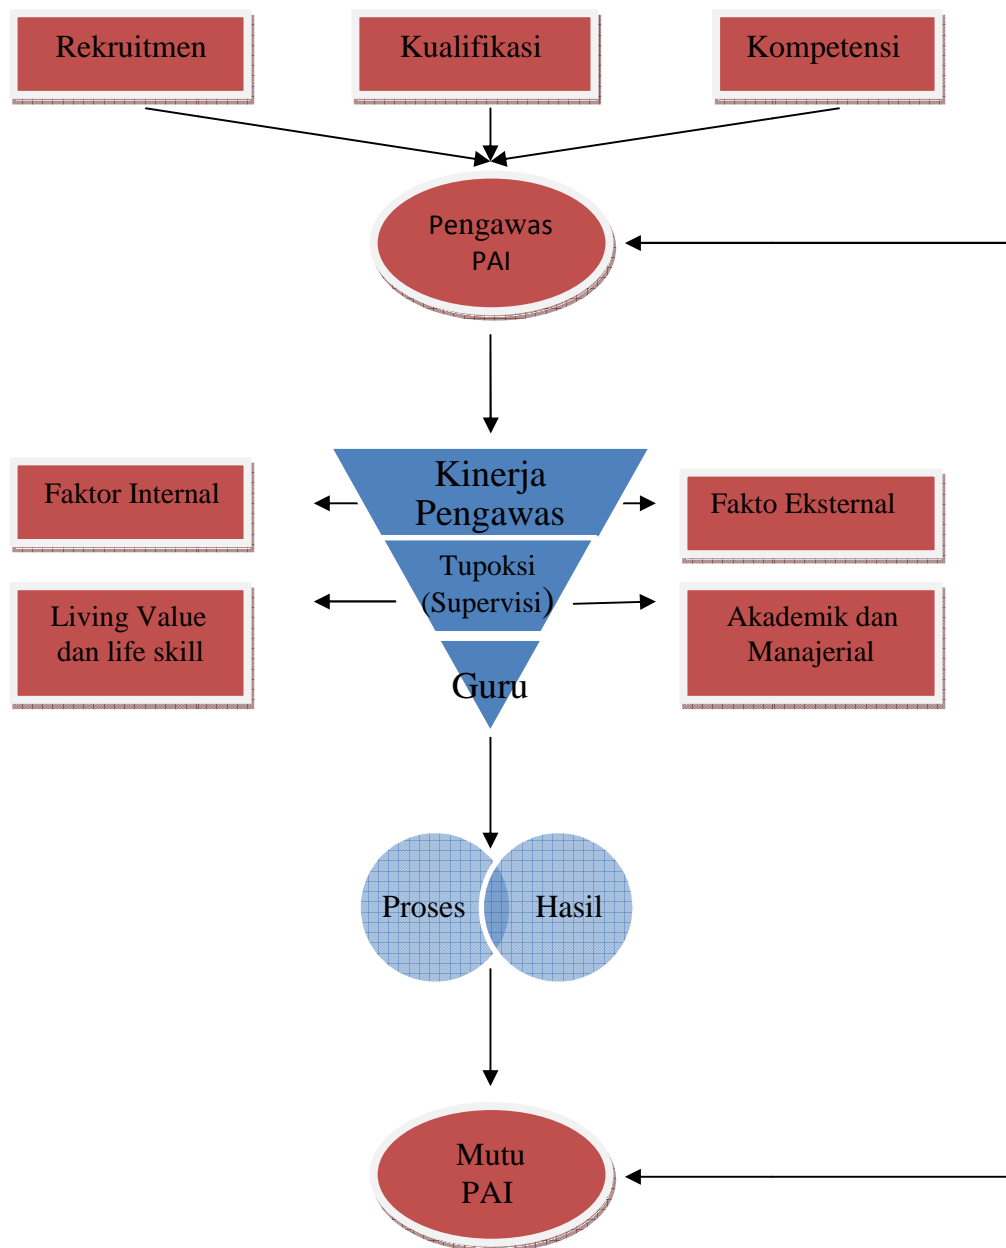 Rekruitmen
Kualifikasi
Kompetensi
Pengawas
PAI
Kinerja
Pengawas
Faktor Internal
Fakto Eksternal
Tupoksi
(Supervisi)
Living Value
dan life skill
Akademik dan
Manajerial
Guru
Proses
Hasil
Mutu
PAI